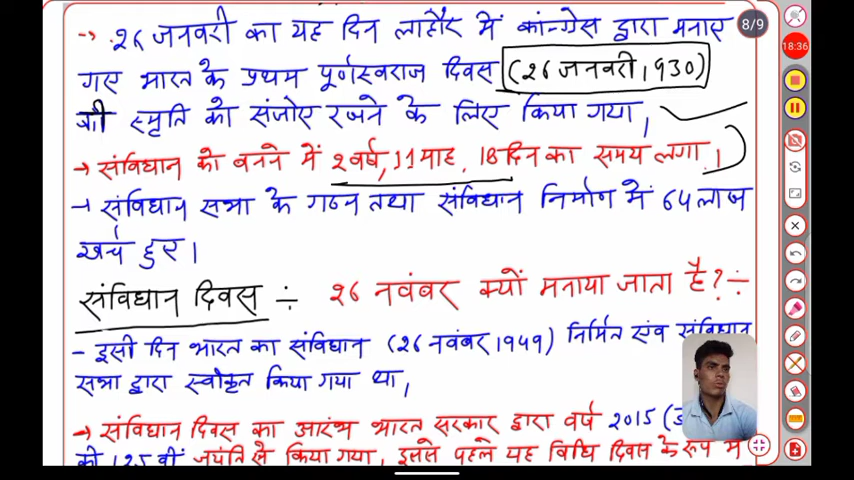 → 26 जनवरी का यह दिन लाहौर में कांग्रेस द्वारा मनाए
8/9
18:36
गए भारत के प्रथम पूर्णस्वराज दिवस (26 जनवरी, 1930)
की स्मृति को संजोए रखने के लिए किया गया,
→ संविधान को बनने में 2 वर्ष, 11 माह, 18 दिन का समय लगा।
→ संविधान सभा के गठन तथा संविधान निर्माण में 64 लाख
खर्च हुए।
संविधान दिवस ÷ 26 नवंबर क्यों मनाया जाता है? ÷
- इसी दिन भारत का संविधान (26 नवंबर, 1949) निर्मित एंव संविधान
सभा द्वारा स्वीकृत किया गया था,
→ संविधान दिवस का आरंभ भारत सरकार द्वारा वर्ष 2015
को 125 वीं जयंति से किया गया, इससे पहले यह विधि दिवस के रूप में